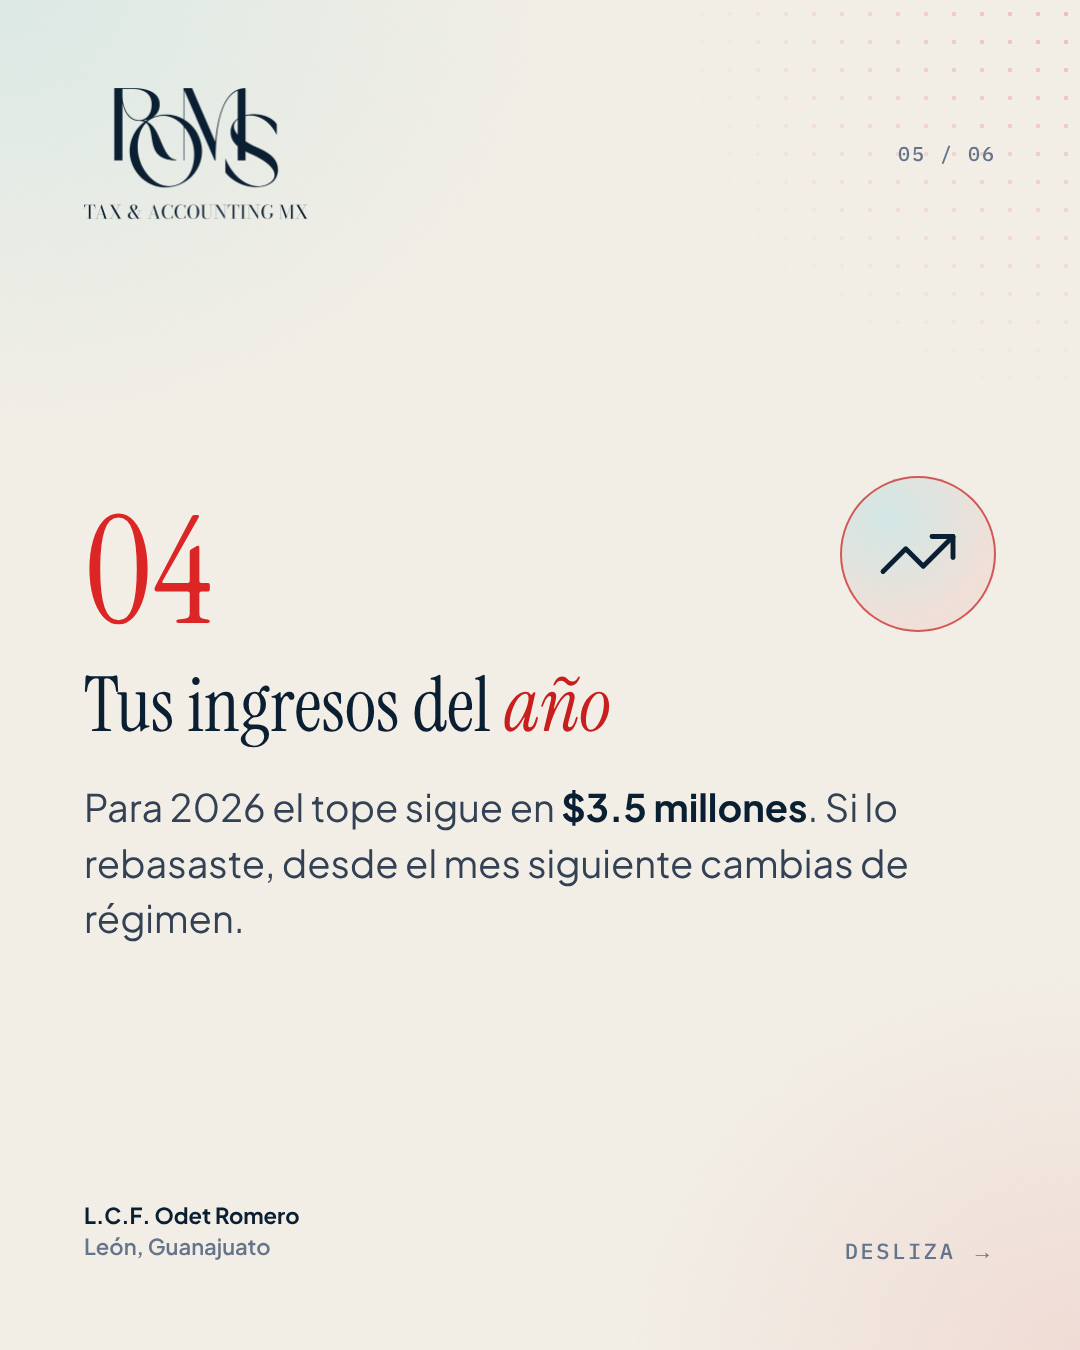 ROMS
TAX & ACCOUNTING MX
05 / 06
04
Tus ingresos del año
Para 2026 el tope sigue en $3.5 millones. Si lo
rebasaste, desde el mes siguiente cambias de
régimen.
L.C.F. Odet Romero
León, Guanajuato
DESLIZA →